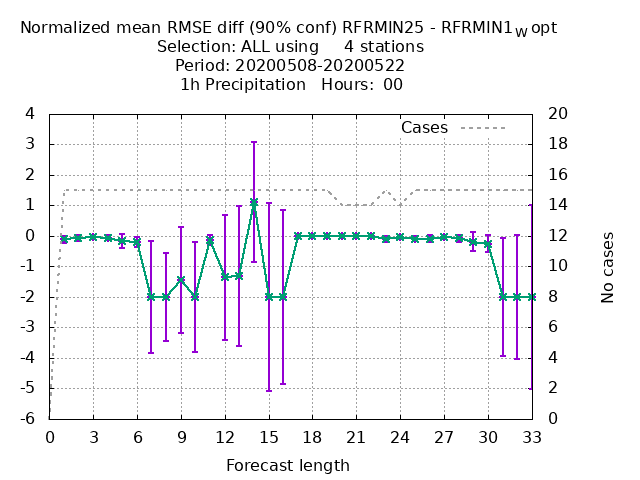 Normalized mean RMSE diff (90% conf) RFRMIN25 - RFRMIN1W opt
Selection: ALL using 4 stations
Period: 20200508-20200522
1h Precipitation Hours: 00
Cases
4
3
2
1
0
-1
-2
-3
-4
-5
-6
20
18
16
14
12
10
8
6
4
2
0
No cases
0 3 6 9 12 15 18 21 24 27 30 33
Forecast length